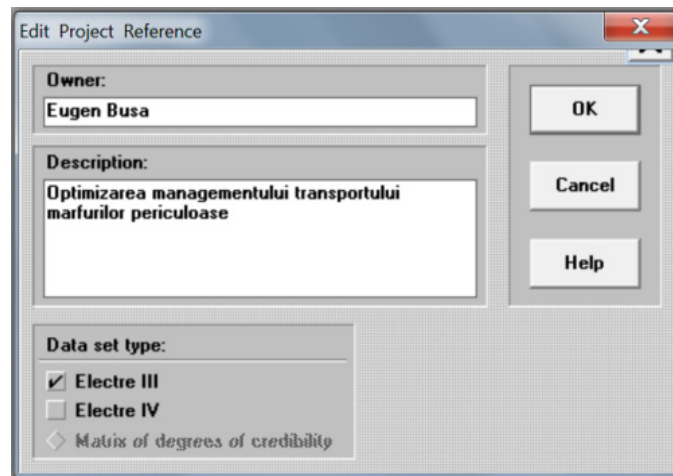 Edit Project Reference
Owner:
Eugen Busa
OK
Description:
Optimizarea managementului transportului
marfurilor periculoase
Cancel
Help
Data set type:
Electre III
Electre IV
Matrix of degrees of credibility